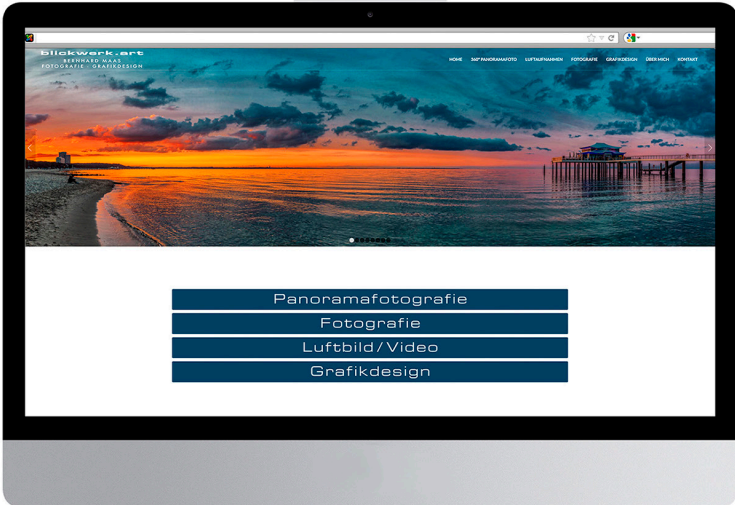 blickwerk.art
BERNHARD MAAS
FOTOGRAFIE - GRAFIKDESIGN
HOME 360° PANORAMAFOTO LUFTAUFNAHMEN FOTOGRAFIE GRAFIKDESIGN ÜBER MICH KONTAKT
Panoramafotografie
Fotografie
Luftbild/Video
Grafikdesign